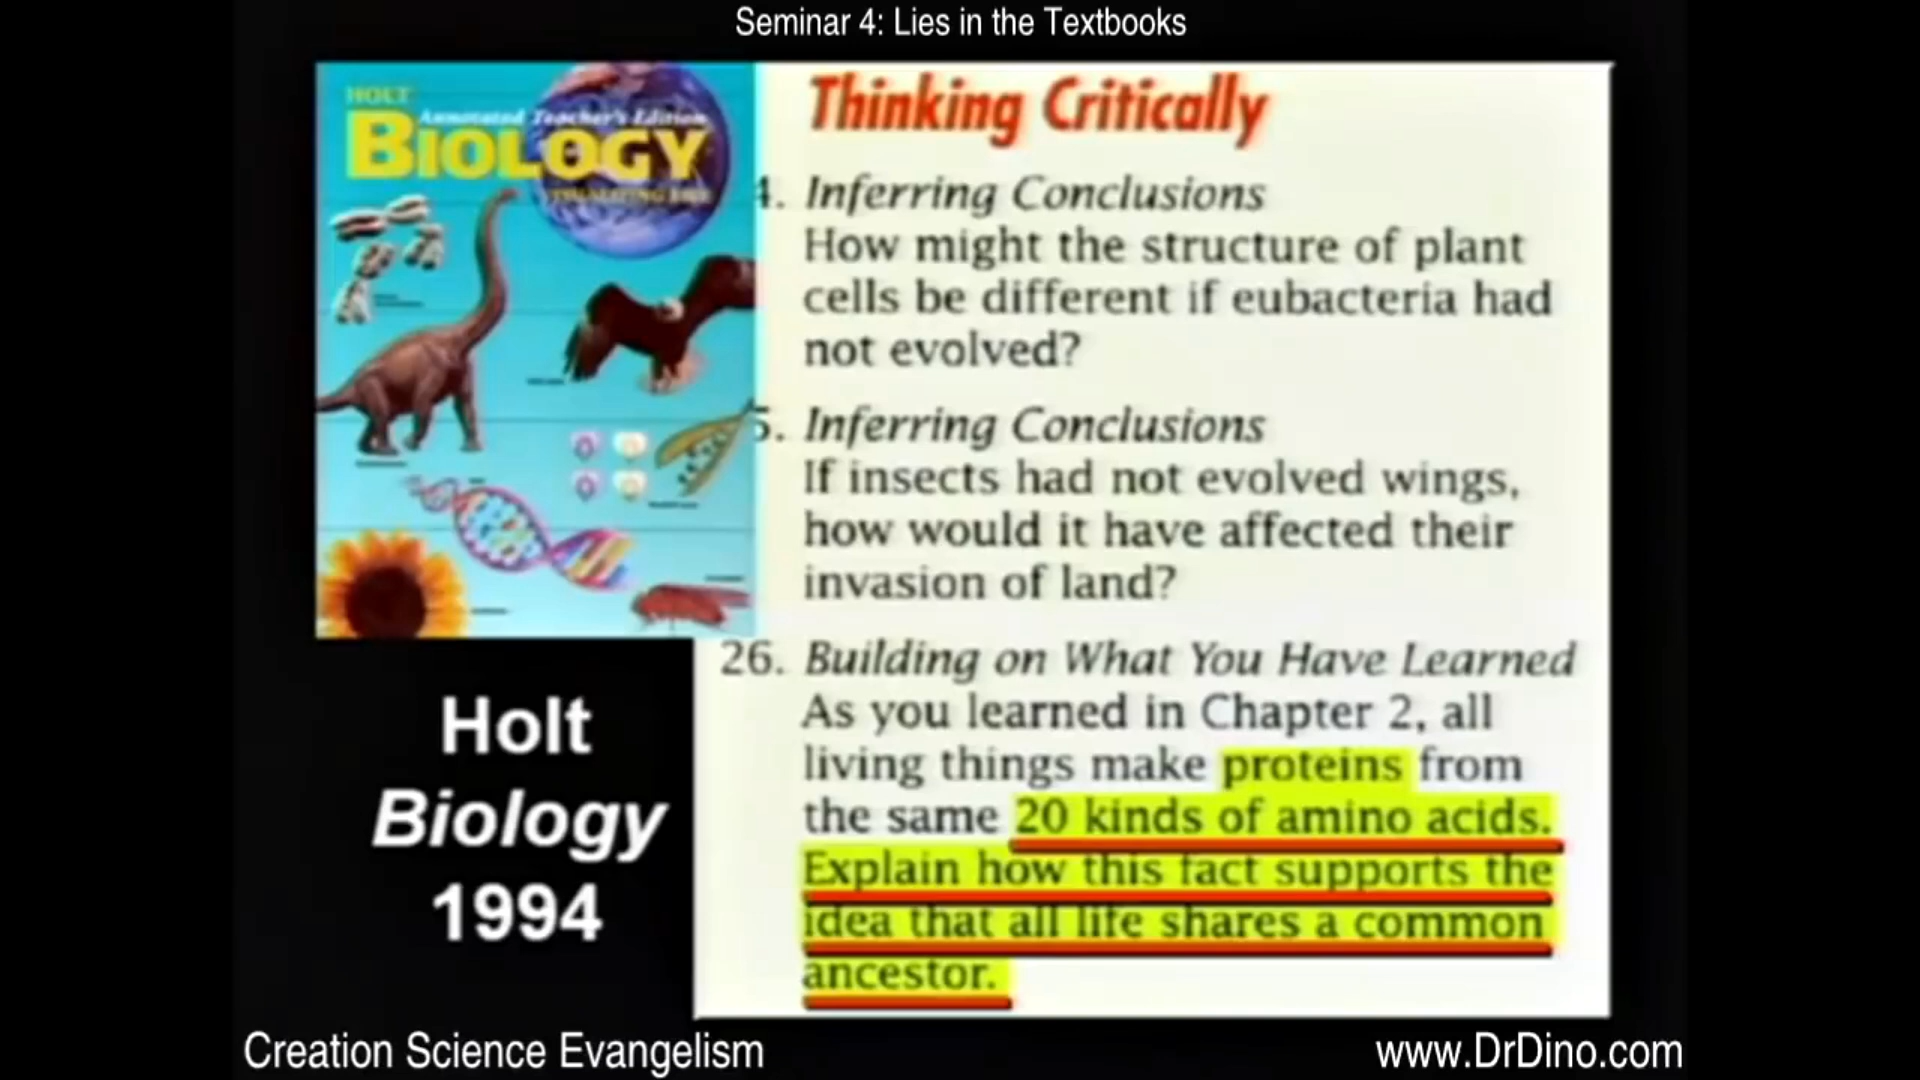 Seminar 4: Lies in the Textbooks
HOLT
Annotated Teacher's Edition
BIOLOGY
Thinking Critically
4. Inferring Conclusions
How might the structure of plant
cells be different if eubacteria had
not evolved?
5. Inferring Conclusions
If insects had not evolved wings,
how would it have affected their
invasion of land?
26. Building on What You Have Learned
As you learned in Chapter 2, all
living things make proteins from
the same 20 kinds of amino acids.
Explain how this fact supports the
idea that all life shares a common
ancestor.
Holt
Biology
1994
Creation Science Evangelism
www.DrDino.com